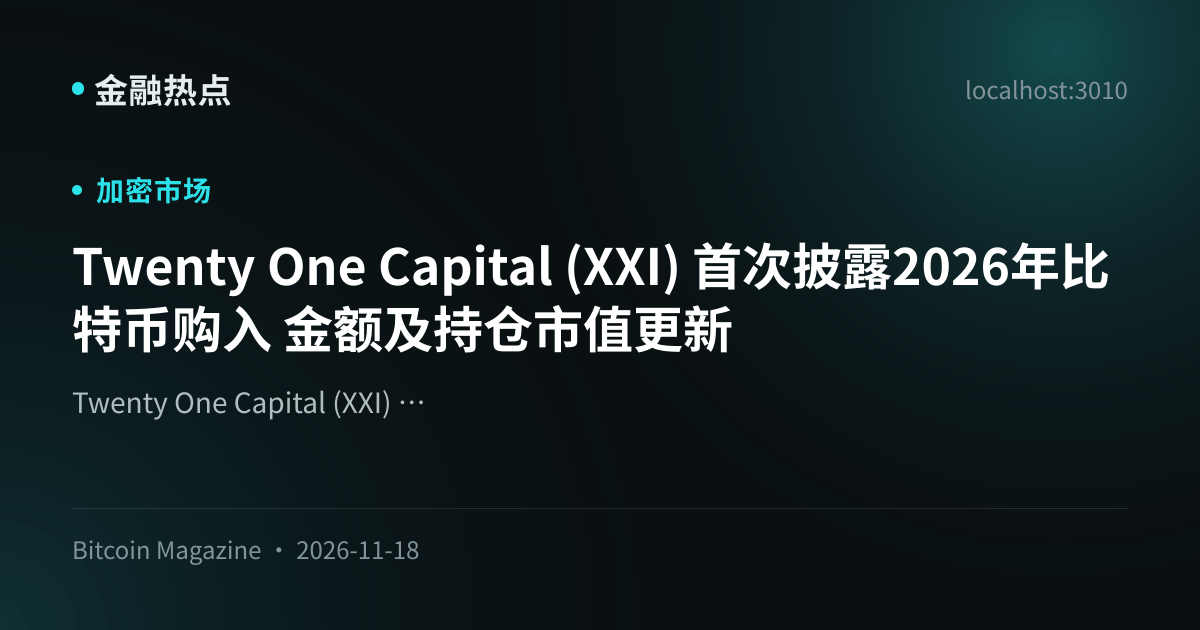 金融热点
localhost:3010
加密市场
Twenty One Capital (XXI) 首次披露2026年比
特币购入 金额及持仓市值更新
Twenty One Capital (XXI) …
Bitcoin Magazine · 2026-11-18